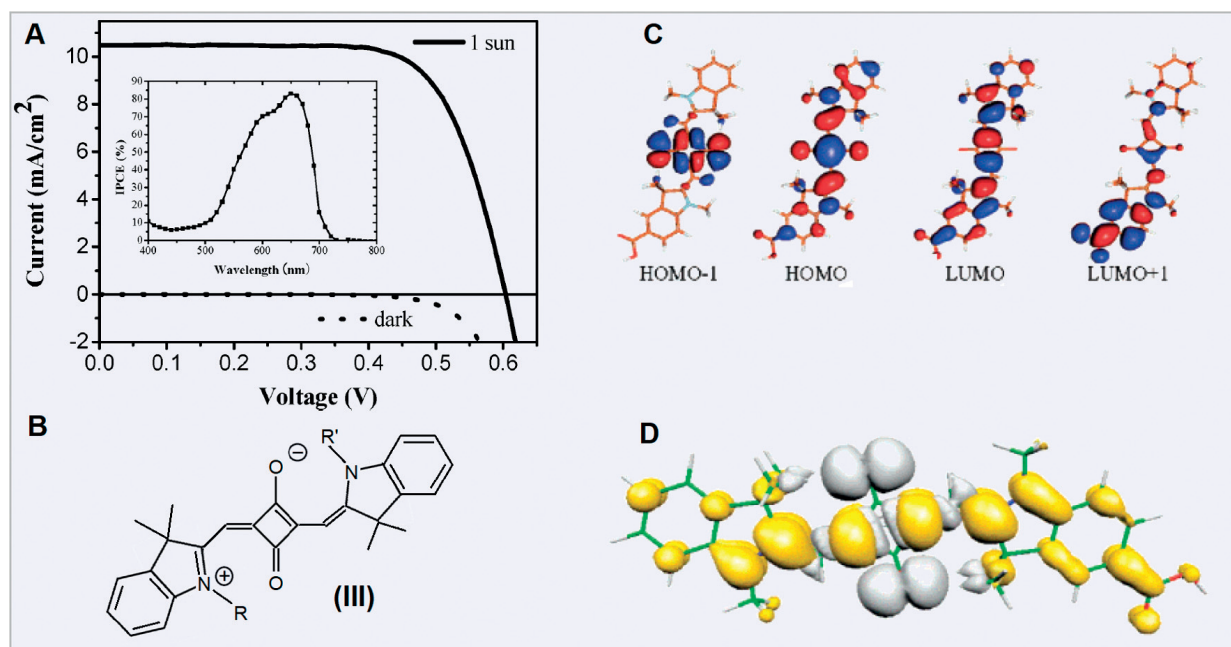 A
1 sun
10
8
6
4
2
0
-2
Current (mA/cm²)
0.0 0.1 0.2 0.3 0.4 0.5 0.6
Voltage (V)
dark
90
80
70
60
50
40
30
20
10
0
IPCE (%)
400 500 600 700 800
Wavelength (nm)
C
HOMO-1 HOMO LUMO LUMO+1
B
R'
O
⊖
N
O
N
⊕
R
(III)
D